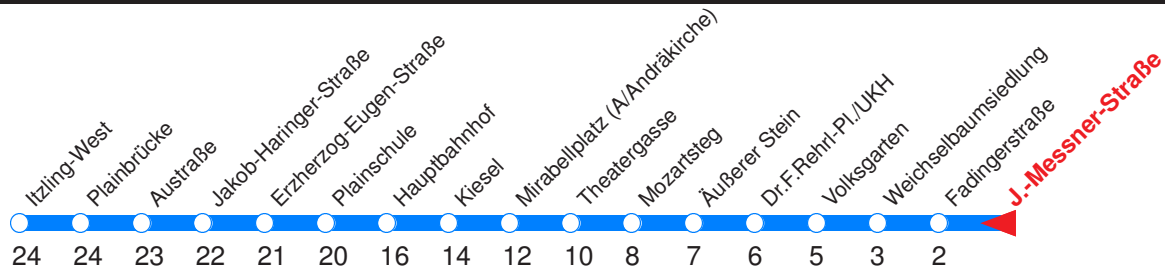 Itzling-West
Plainbrücke
Austraße
Jakob-Haringer-Straße
Erzherzog-Eugen-Straße
Plainschule
Hauptbahnhof
Kiesel
Mirabellplatz (A/Andräkirche)
Theatergasse
Mozartsteg
Äußerer Stein
Dr.F.Rehrl-Pl./UKH
Volksgarten
Weichselbaumsiedlung
Fadingerstraße
J.-Messner-Straße
24 24 23 22 21 20 16 14 12 10 8 7 6 5 3 2